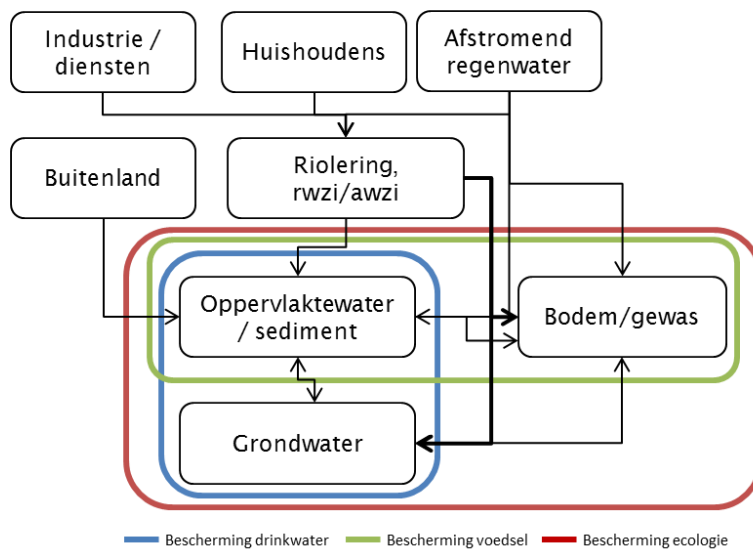 Industrie /
diensten
Huishoudens
Afstromend
regenwater
Buitenland
Riolering,
rwzi/awzi
Oppervlaktewater
/ sediment
Bodem/gewas
Grondwater
Bescherming drinkwater
Bescherming voedsel
Bescherming ecologie